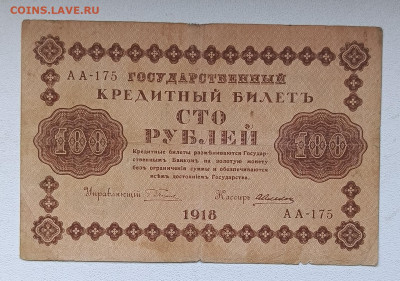 COINS.LAVE.RU
АА-175 ГОСУДАРСТВЕННЫЙ
КРЕДИТНЫЙ БИЛЕТЪ
СТО
РУБЛЕЙ
100 100
Кредитные билеты размѣниваются Государ-
ственнымъ Банкомъ на золотую монету
безъ ограниченія суммы и обезпечиваются
всѣмъ достояніемъ Государства.
Управляющій Кассиръ
1918 АА-175